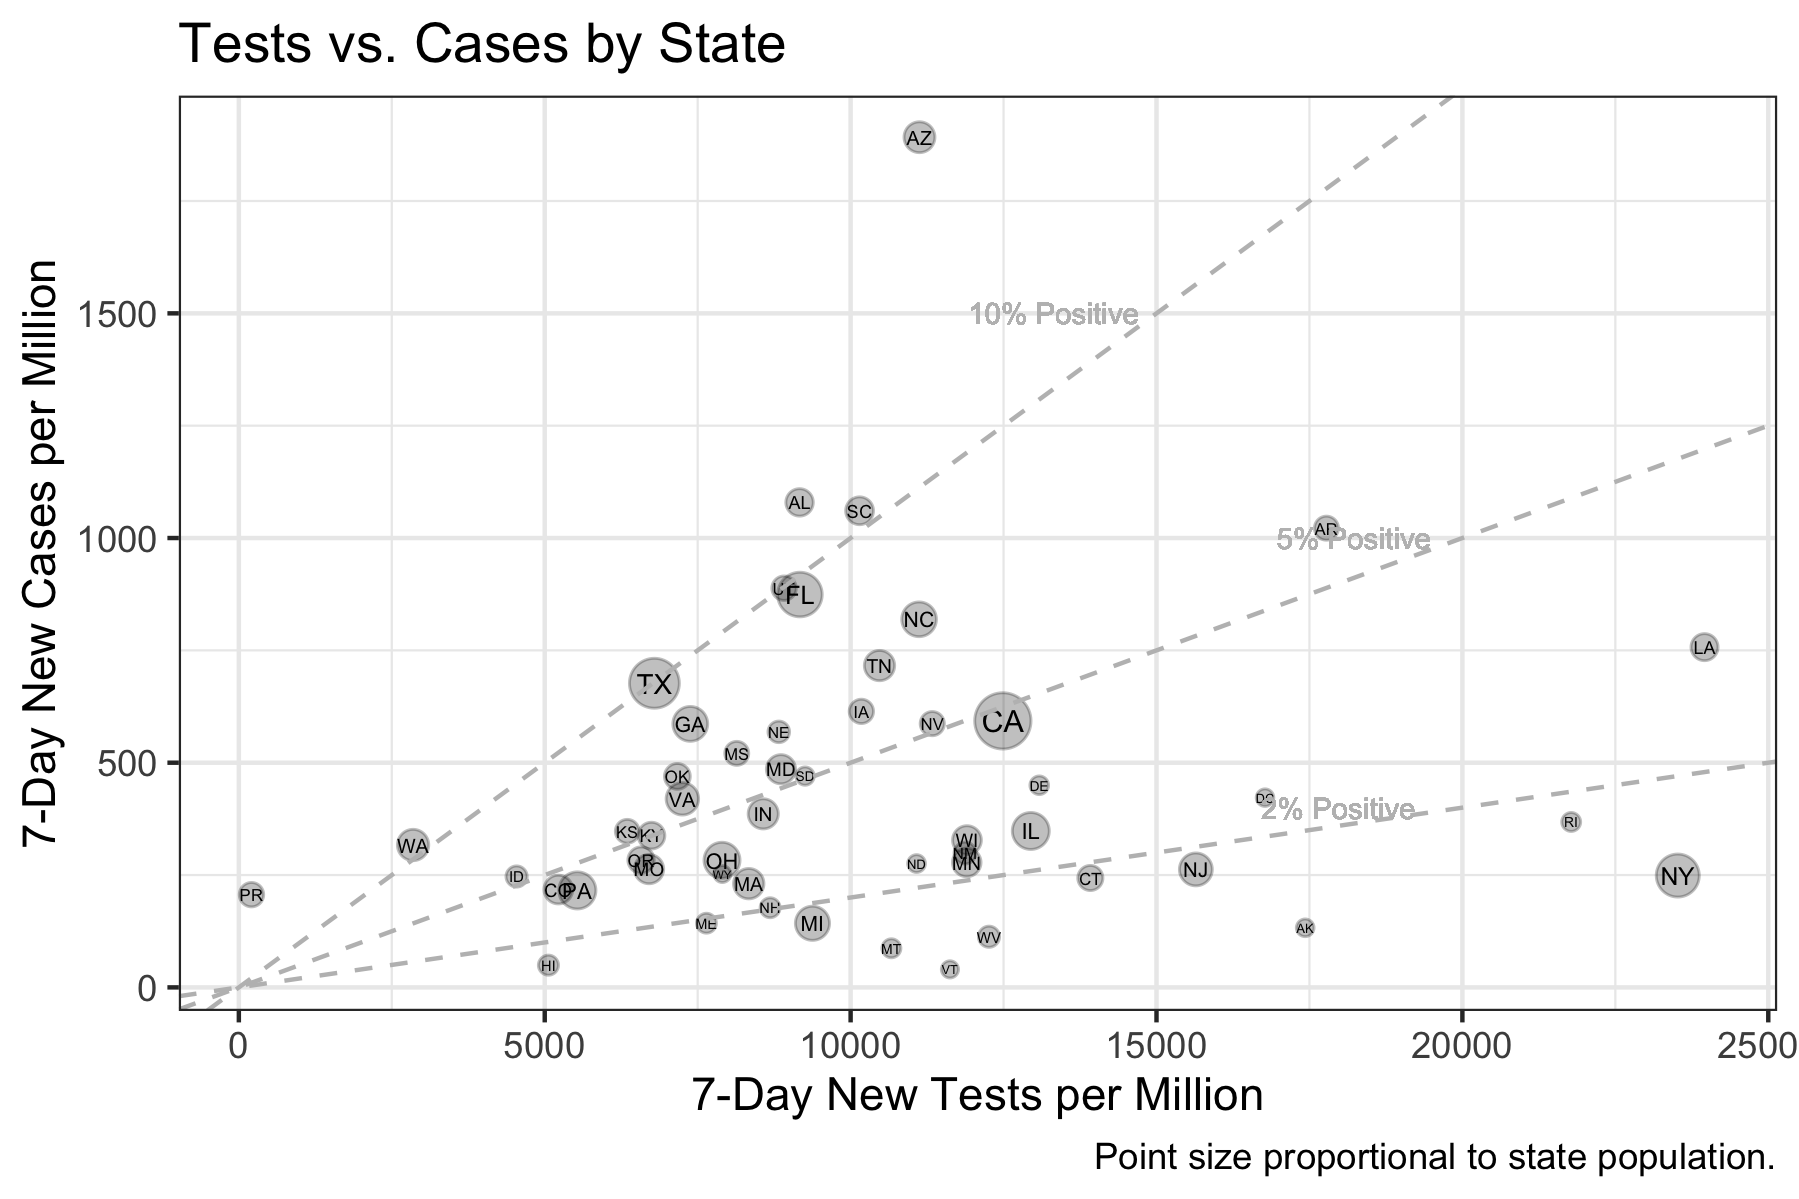 Tests vs. Cases by State
7-Day New Cases per Million
1500
1000
500
0
AZ
10% Positive
AL
SC
AR
5% Positive
FL
NC
LA
TN
TX
IA
CA
GA
NV
NE
MS
MD
SD
OK
DE
VA
DC
2% Positive
IN
RI
KS
KY
IL
WA
WI
NM
MN
OR
OH
ND
MO
NJ
WY
ID
CT
NY
MA
CO
PA
PR
NH
ME
MI
AK
WV
MT
HI
VT
0
5000
10000
15000
20000
2500
7-Day New Tests per Million
Point size proportional to state population.